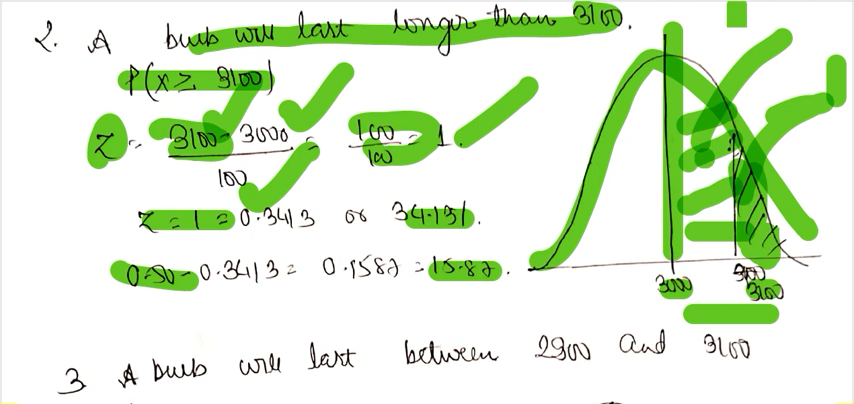 2. A bulb will last longer than 3100.
P(x ≥ 3100)
Z = 3100 - 3000 / 100 = 100 / 100 = 1
Z = 1 = 0.3413 or 34.13%.
0.50 - 0.3413 = 0.1587 = 15.87.
3000
3100
3 A bulb will last between 2900 and 3100